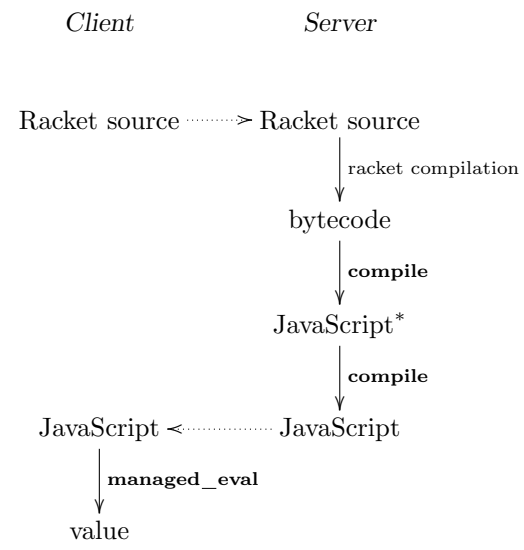 Client Server
Racket source Racket source
racket compilation
bytecode
compile
JavaScript*
compile
JavaScript JavaScript
managed_eval
value